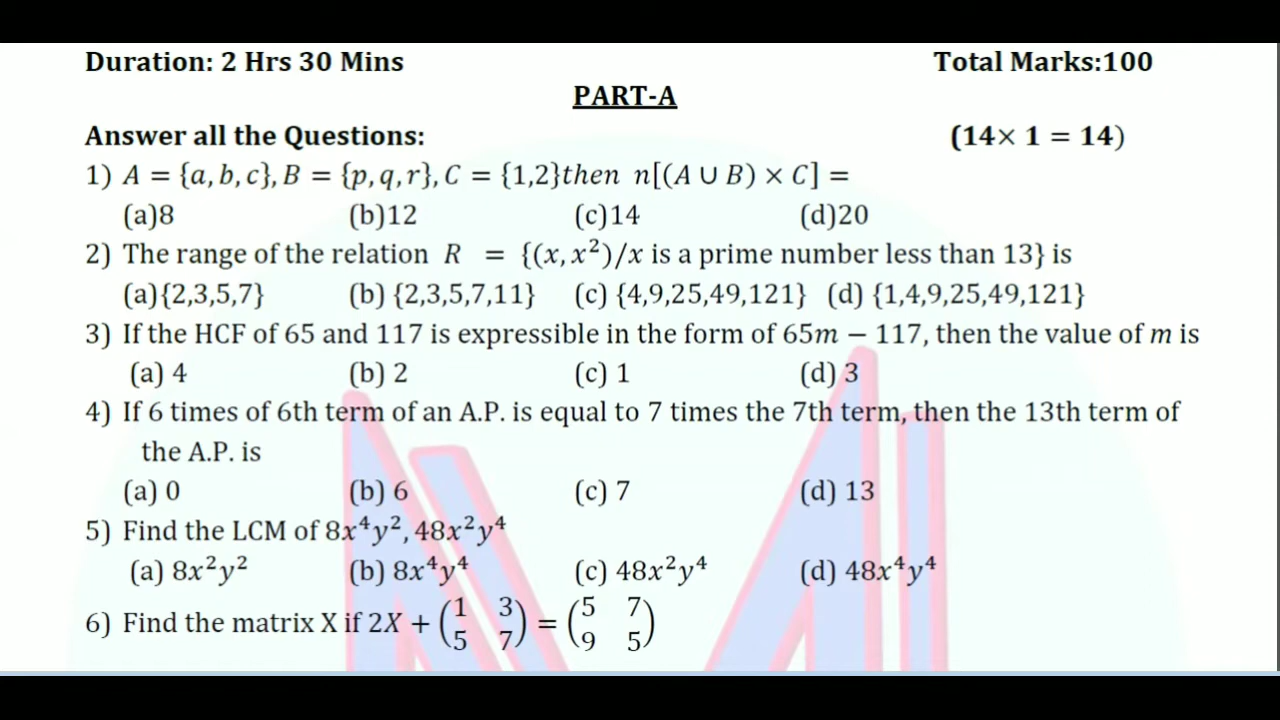 Duration: 2 Hrs 30 Mins Total Marks:100
PART-A
Answer all the Questions: (14× 1 = 14)
1) A = {a, b, c}, B = {p, q, r}, C = {1,2}then n[(A ∪ B) × C] =
(a)8 (b)12 (c)14 (d)20
2) The range of the relation R = {(x, x²)/x is a prime number less than 13} is
(a){2,3,5,7} (b) {2,3,5,7,11} (c) {4,9,25,49,121} (d) {1,4,9,25,49,121}
3) If the HCF of 65 and 117 is expressible in the form of 65m − 117, then the value of m is
(a) 4 (b) 2 (c) 1 (d) 3
4) If 6 times of 6th term of an A.P. is equal to 7 times the 7th term, then the 13th term of
the A.P. is
(a) 0 (b) 6 (c) 7 (d) 13
5) Find the LCM of 8x⁴y², 48x²y⁴
(a) 8x²y² (b) 8x⁴y⁴ (c) 48x²y⁴ (d) 48x⁴y⁴
6) Find the matrix X if 2X + (1 3
5 7) = (5 7
9 5)